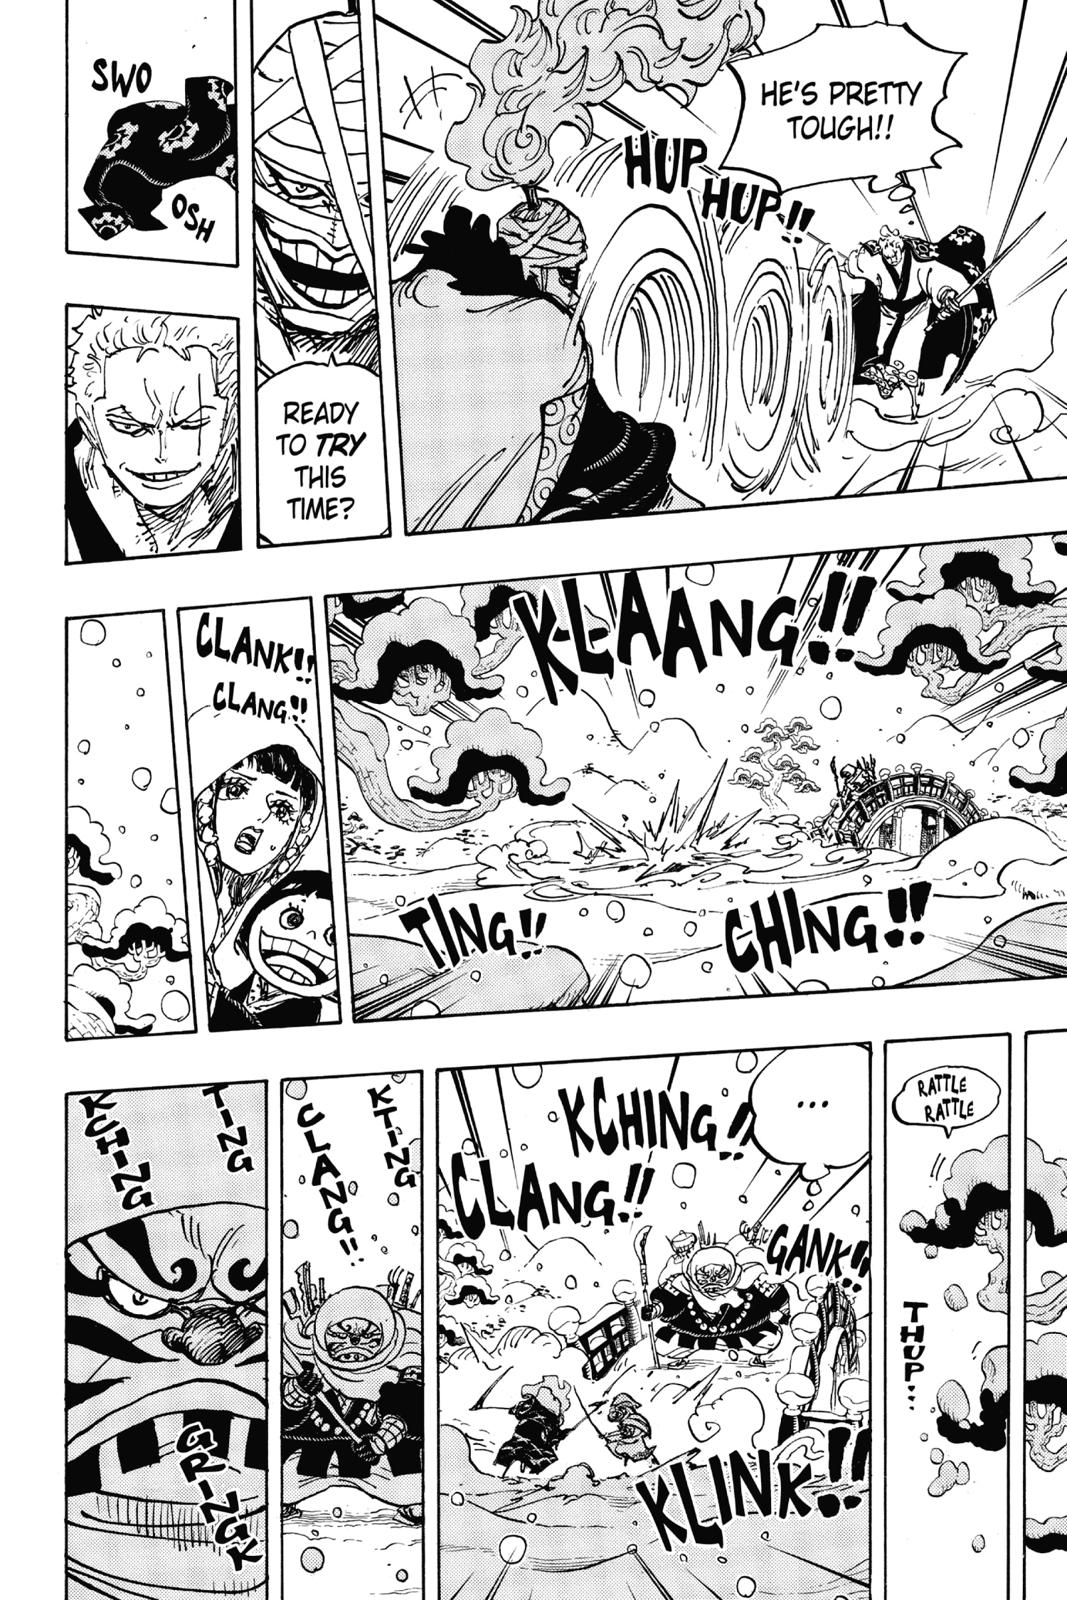 HE'S PRETTY
TOUGH!!
HUP
HUP!!
READY
TO TRY
THIS
TIME?
SWO
OSH
KLAANG!!
TING!!
CHING!!
CLANK!!
CLANG!!
RATTLE
RATTLE
THUP...
...
KCHING!!
CLANG!!
GANK!!
KLINK!!
KTING
CLANG!!
TING
KCHING
GRINGK